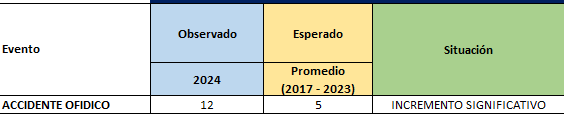 Evento
Observado
Esperado
Situación
2024
Promedio
(2017 - 2023)
ACCIDENTE OFIDICO
12
5
INCREMENTO SIGNIFICATIVO